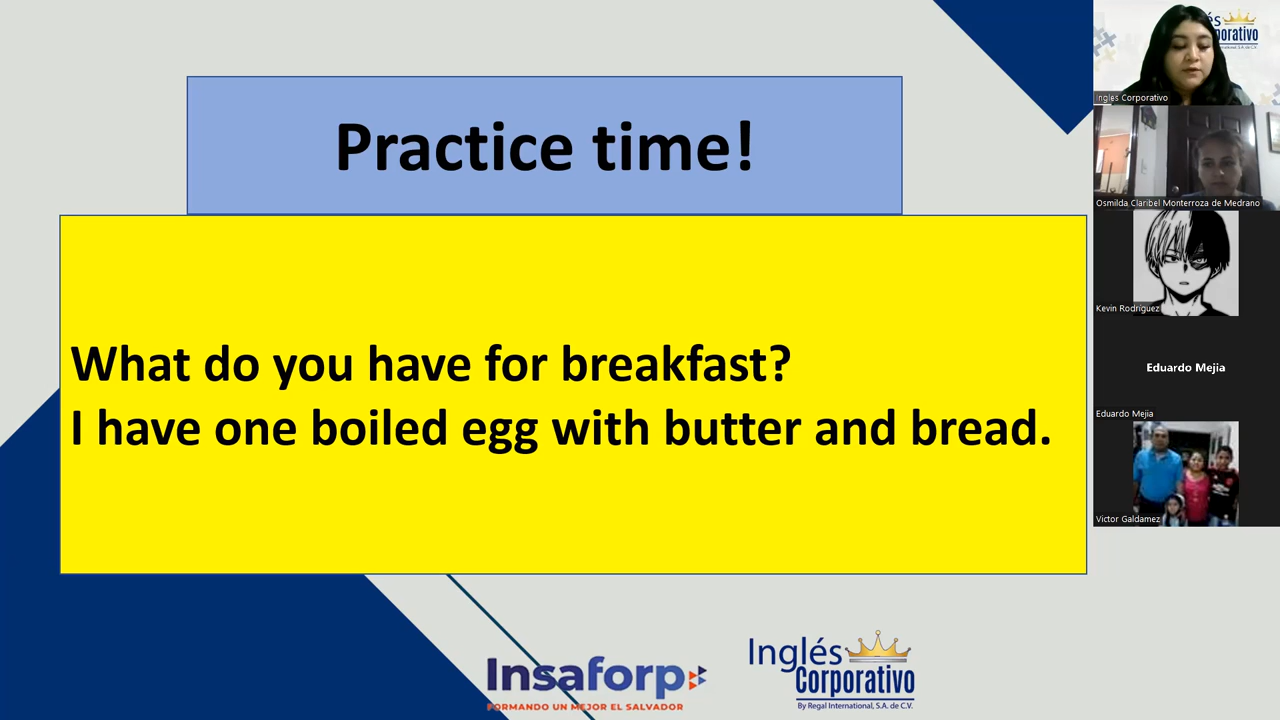 Practice time!
What do you have for breakfast?
I have one boiled egg with butter and bread.
Insaforp
FORMANDO UN MEJOR EL SALVADOR
Inglés
Corporativo
By Regal International, S.A. de C.V.
Inglés Corporativo
Osmilda Claribel Monterroza de Medrano
Kevin Rodríguez
Eduardo Mejia
Eduardo Mejia
Victor Galdamez